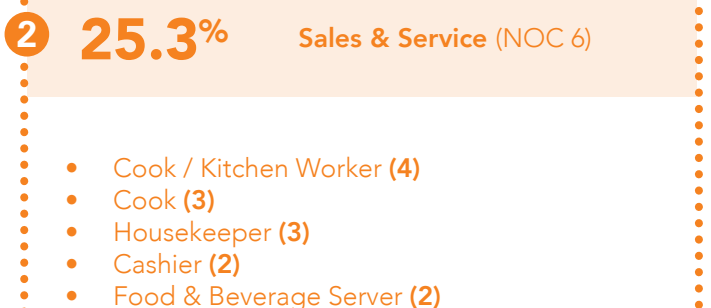 2 25.3% Sales & Service (NOC 6)
• Cook / Kitchen Worker (4)
• Cook (3)
• Housekeeper (3)
• Cashier (2)
• Food & Beverage Server (2)